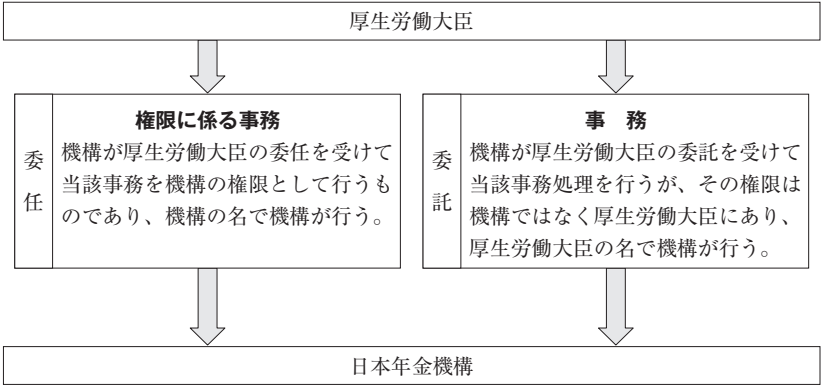 厚生労働大臣
委任
権限に係る事務
機構が厚生労働大臣の委任を受けて
当該事務を機構の権限として行うも
のであり、機構の名で機構が行う。
委託
事　務
機構が厚生労働大臣の委託を受けて
当該事務処理を行うが、その権限は
機構ではなく厚生労働大臣にあり、
厚生労働大臣の名で機構が行う。
日本年金機構